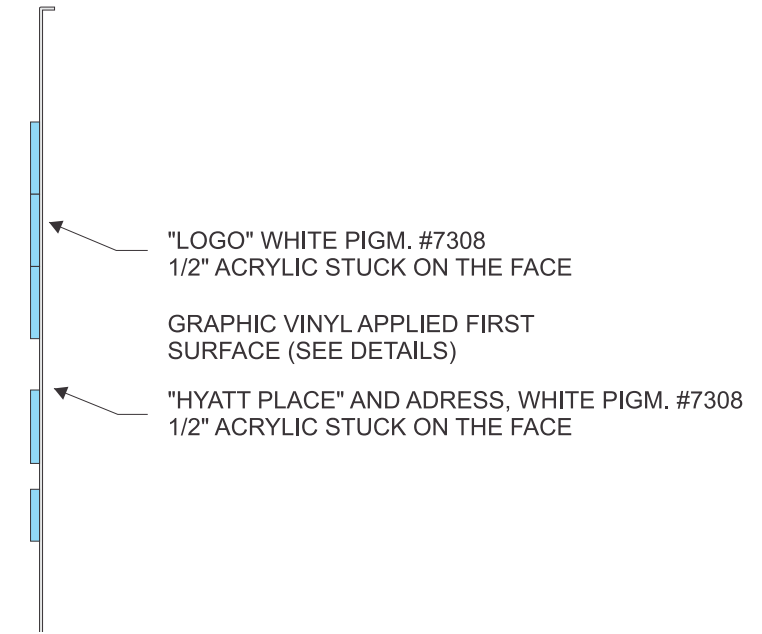 "LOGO" WHITE PIGM. #7308
1/2" ACRYLIC STUCK ON THE FACE
GRAPHIC VINYL APPLIED FIRST
SURFACE (SEE DETAILS)
"HYATT PLACE" AND ADRESS, WHITE PIGM. #7308
1/2" ACRYLIC STUCK ON THE FACE